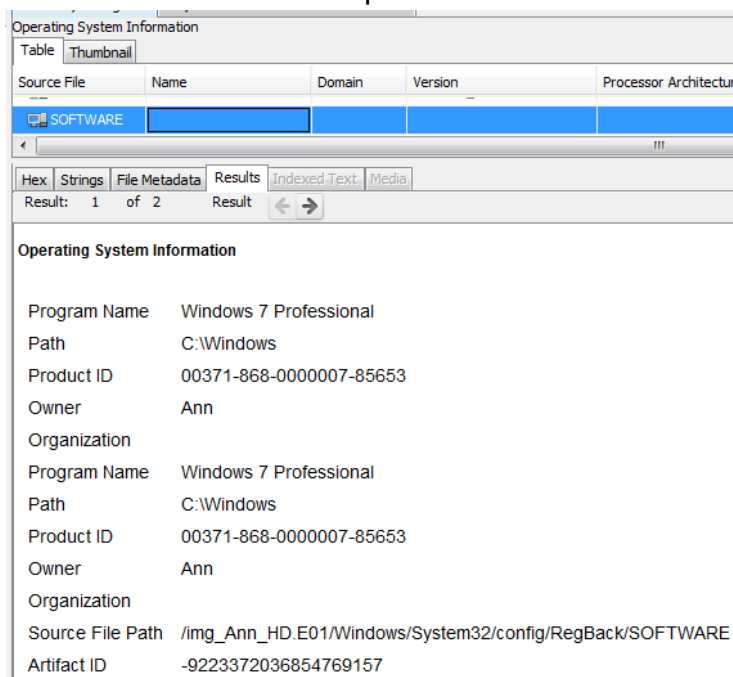 Operating System Information
Table Thumbnail
Source File Name Domain Version Processor Architectur
SOFTWARE
Hex Strings File Metadata Results Indexed Text Media
Result: 1 of 2 Result
Operating System Information
Program Name Windows 7 Professional
Path C:\Windows
Product ID 00371-868-0000007-85653
Owner Ann
Organization
Program Name Windows 7 Professional
Path C:\Windows
Product ID 00371-868-0000007-85653
Owner Ann
Organization
Source File Path /img_Ann_HD.E01/Windows/System32/config/RegBack/SOFTWARE
Artifact ID -9223372036854769157